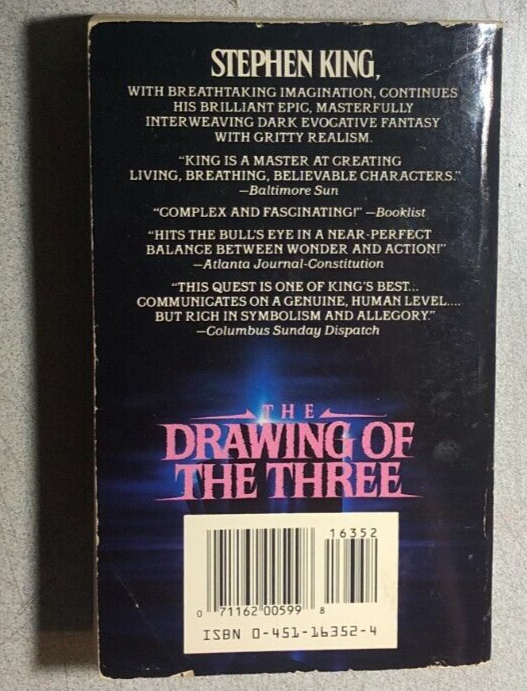 STEPHEN KING,
WITH BREATHTAKING IMAGINATION, CONTINUES
HIS BRILLIANT EPIC, MASTERFULLY
INTERWEAVING DARK EVOCATIVE FANTASY
WITH GRITTY REALISM.
“KING IS A MASTER AT CREATING
LIVING, BREATHING, BELIEVABLE CHARACTERS.”
—Baltimore Sun
“COMPLEX AND FASCINATING!” —Booklist
“HITS THE BULL'S EYE IN A NEAR-PERFECT
BALANCE BETWEEN WONDER AND ACTION!”
—Atlanta Journal-Constitution
“THIS QUEST IS ONE OF KING'S BEST...
COMMUNICATES ON A GENUINE, HUMAN LEVEL....
BUT RICH IN SYMBOLISM AND ALLEGORY.”
—Columbus Sunday Dispatch
THE
DRAWING OF
THE THREE
16352
0 71162 00599 8
ISBN 0-451-16352-4